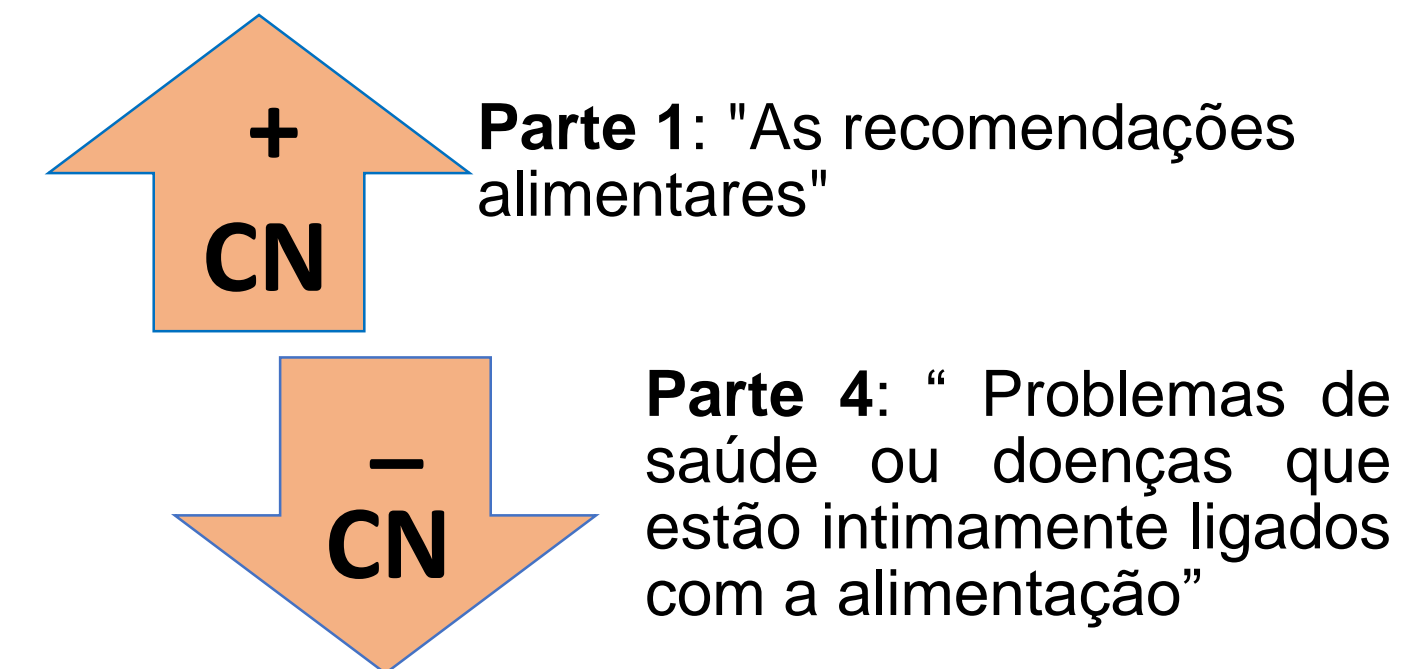 +
CN
Parte 1: "As recomendações
alimentares"
–
CN
Parte 4: “ Problemas de
saúde ou doenças que
estão intimamente ligados
com a alimentação”